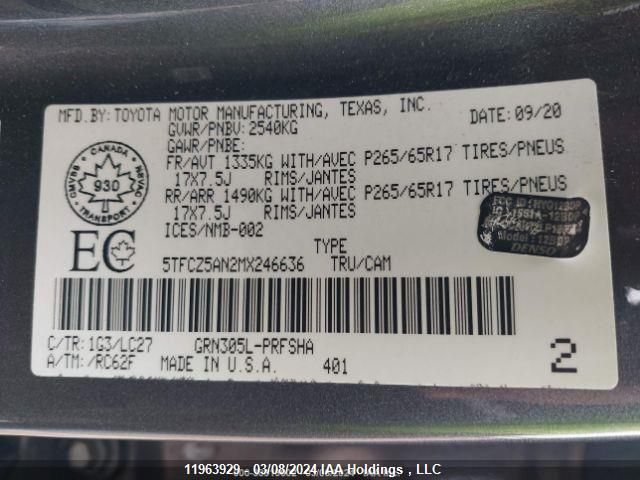 MFD.BY:TOYOTA MOTOR MANUFACTURING, TEXAS, INC. DATE:09/20
GVWR/PNBV:2540KG
GAWR/PNBE:
FR/AVT 1335KG WITH/AVEC P265/65R17 TIRES/PNEUS
17X7.5J RIMS/JANTES
RR/ARR 1490KG WITH/AVEC P265/65R17 TIRES/PNEUS
17X7.5J RIMS/JANTES
ICES/NMB-002
CANADA
930
TRANSPORT
EC
TYPE
5TFCZ5AN2MX246636 TRU/CAM
DENSO
C/TR:1G3/LC27 GRN305L-PRFSHA
A/TM:/RC62F MADE IN U.S.A. 401
2
11963929 - 03/08/2024 IAA Holdings , LLC